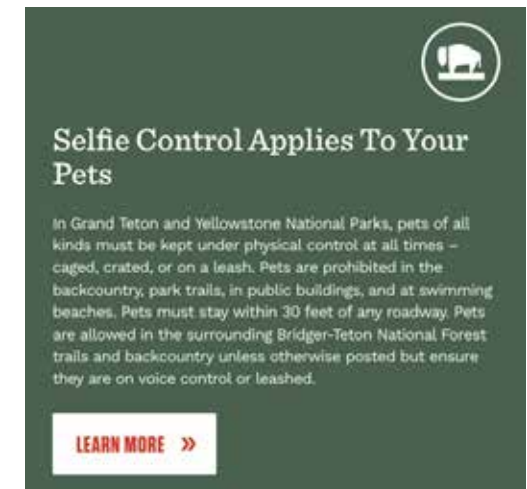 Selfie Control Applies To Your
Pets
In Grand Teton and Yellowstone National Parks, pets of all
kinds must be kept under physical control at all times –
caged, crated, or on a leash. Pets are prohibited in the
backcountry, park trails, in public buildings, and at swimming
beaches. Pets must stay within 30 feet of any roadway. Pets
are allowed in the surrounding Bridger-Teton National Forest
trails and backcountry unless otherwise posted but ensure
they are on voice control or leashed.
LEARN MORE »